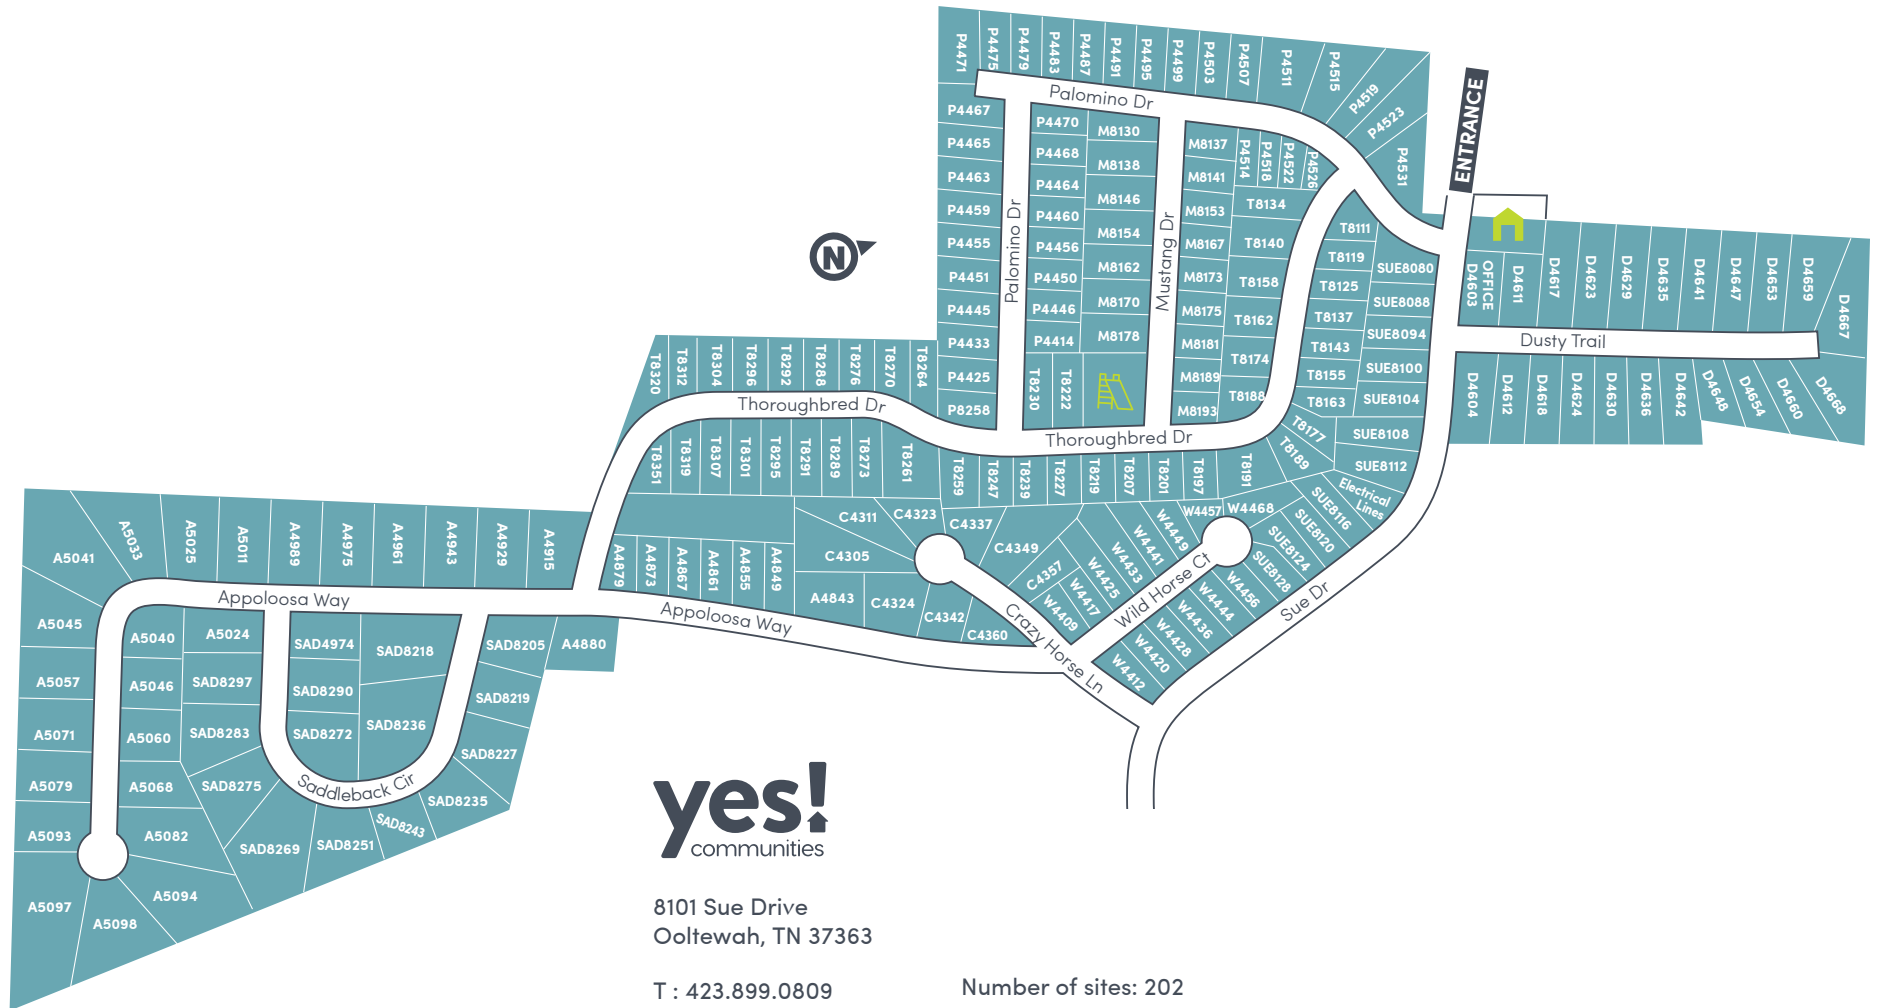 P4471
P4475
P4479
P4483
P4487
P4491
P4495
P4499
P4503
P4507
P4511
P4515
P4519
P4523
P4531
ENTRANCE
Palomino Dr
P4467
P4465
P4463
P4459
P4455
P4451
P4445
P4433
P4425
P8258
Palomino Dr
P4470
P4468
P4464
P4460
P4456
P4450
P4446
P4414
T8230
T8222
M8130
M8138
M8146
M8154
M8162
M8170
M8178
Mustang Dr
M8137
M8141
M8153
M8167
M8173
M8175
M8181
M8189
M8193
P4514
P4518
P4522
P4526
T8134
T8140
T8158
T8162
T8174
T8188
T8111
T8119
T8125
T8137
T8143
T8155
T8163
T8177
T8189
SUE8080
SUE8088
SUE8094
SUE8100
SUE8104
SUE8108
SUE8112
Electrical
Lines
SUE8116
SUE8120
SUE8124
SUE8128
OFFICE
D4603
D4611
D4617
D4623
D4629
D4635
D4641
D4647
D4653
D4659
D4667
Dusty Trail
D4604
D4612
D4618
D4624
D4630
D4636
D4642
D4648
D4654
D4660
D4668
N
T8320
T8312
T8304
T8296
T8292
T8288
T8276
T8270
T8264
Thoroughbred Dr
Thoroughbred Dr
T8351
T8319
T8307
T8301
T8295
T8291
T8289
T8273
T8261
T8259
T8247
T8239
T8227
T8219
T8207
T8201
T8197
T8191
C4311
C4323
C4305
C4337
C4349
C4357
W4409
W4417
W4425
W4433
W4441
W4449
W4457
W4468
W4456
W4444
W4436
W4428
W4420
W4412
Wild Horse Ct
Sue Dr
Crazy Horse Ln
A4879
A4873
A4867
A4861
A4855
A4849
A4843
C4324
C4342
C4360
Appoloosa Way
A5041
A5033
A5025
A5011
A4989
A4975
A4961
A4943
A4929
A4915
Appoloosa Way
A5045
A5057
A5071
A5079
A5093
A5097
A5098
A5094
A5082
A5068
A5060
A5046
A5040
A5024
SAD8297
SAD8283
SAD8275
SAD8269
SAD8251
SAD8243
SAD8235
SAD8227
SAD8219
SAD8205
A4880
SAD4974
SAD8290
SAD8272
SAD8218
SAD8236
Saddleback Cir
yes!
communities
8101 Sue Drive
Ooltewah, TN 37363
T : 423.899.0809
Number of sites: 202